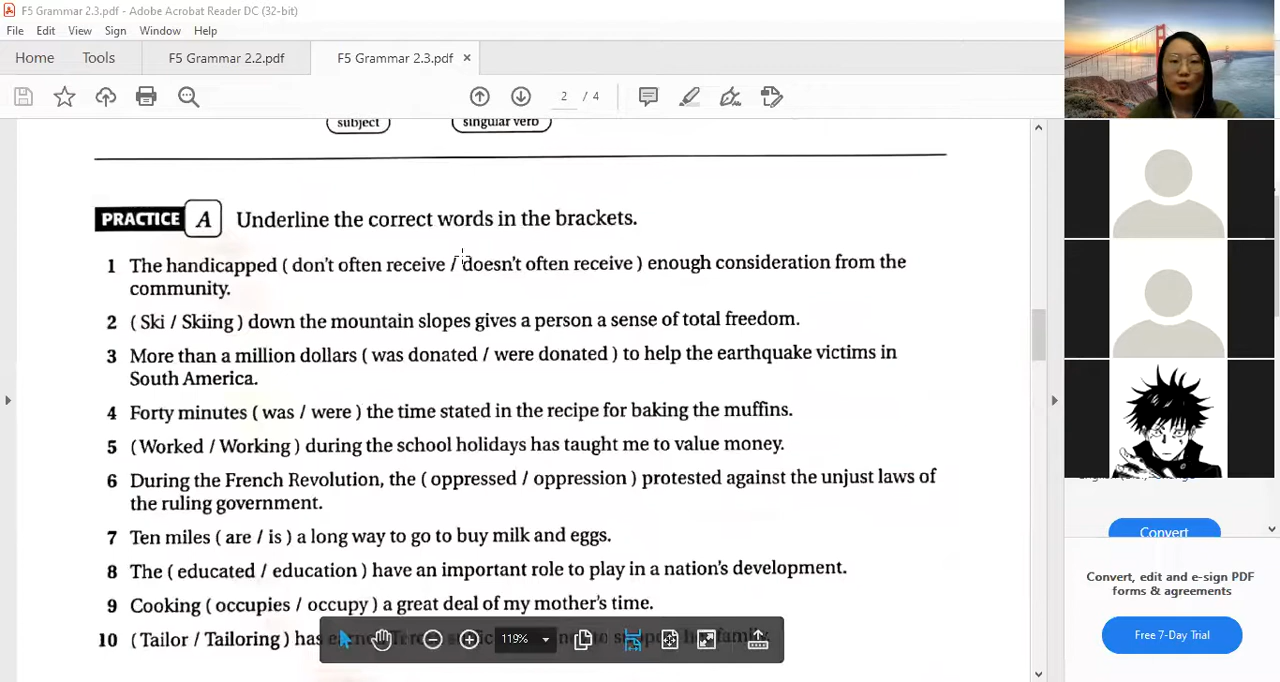 F5 Grammar 2.3.pdf - Adobe Acrobat Reader DC (32-bit)
File Edit View Sign Window Help
Home Tools F5 Grammar 2.2.pdf F5 Grammar 2.3.pdf ×
2 / 4
subject singular verb
PRACTICE A Underline the correct words in the brackets.
1 The handicapped ( don't often receive / doesn't often receive ) enough consideration from the
community.
2 ( Ski / Skiing ) down the mountain slopes gives a person a sense of total freedom.
3 More than a million dollars ( was donated / were donated ) to help the earthquake victims in
South America.
4 Forty minutes ( was / were ) the time stated in the recipe for baking the muffins.
5 ( Worked / Working ) during the school holidays has taught me to value money.
6 During the French Revolution, the ( oppressed / oppression ) protested against the unjust laws of
the ruling government.
7 Ten miles ( are / is ) a long way to go to buy milk and eggs.
8 The ( educated / education ) have an important role to play in a nation's development.
9 Cooking ( occupies / occupy ) a great deal of my mother's time.
10 ( Tailor / Tailoring ) has
119%
Convert
Convert, edit and e-sign PDF
forms & agreements
Free 7-Day Trial